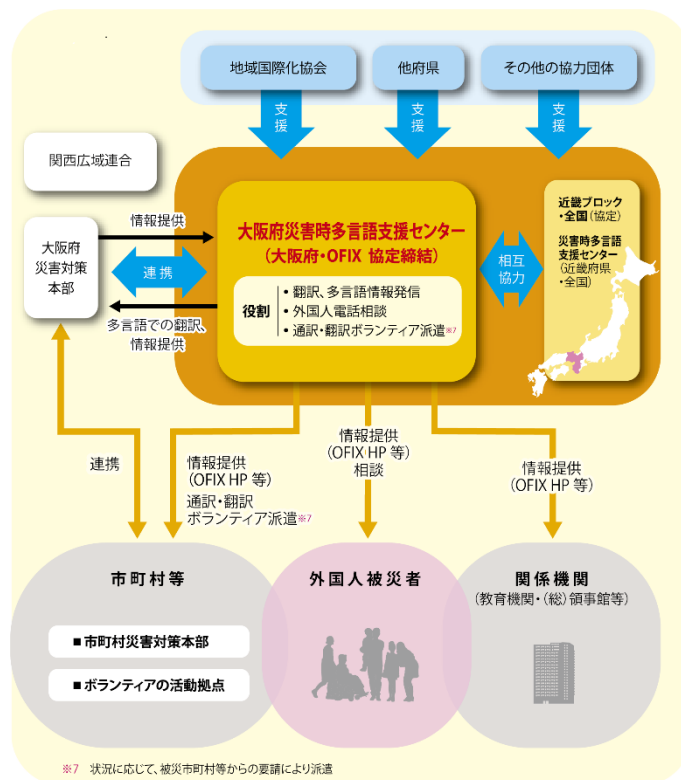 地域国際化協会
他府県
その他の協力団体
支援
支援
支援
関西広域連合
大阪府
災害対策
本部
情報提供
連携
多言語での翻訳、
情報提供
大阪府災害時多言語支援センター
(大阪府・OFIX 協定締結)
役割
・翻訳、多言語情報発信
・外国人電話相談
・通訳・翻訳ボランティア派遣※7
相互
協力
近畿ブロック
・全国(協定)
災害時多言語
支援センター
(近畿府県
・全国)
連携
情報提供
(OFIX HP 等)
通訳・翻訳
ボランティア派遣※7
情報提供
(OFIX HP 等)
相談
情報提供
(OFIX HP 等)
市町村等
■市町村災害対策本部
■ボランティアの活動拠点
外国人被災者
関係機関
(教育機関・(総)領事館等)
※7 状況に応じて、被災市町村等からの要請により派遣